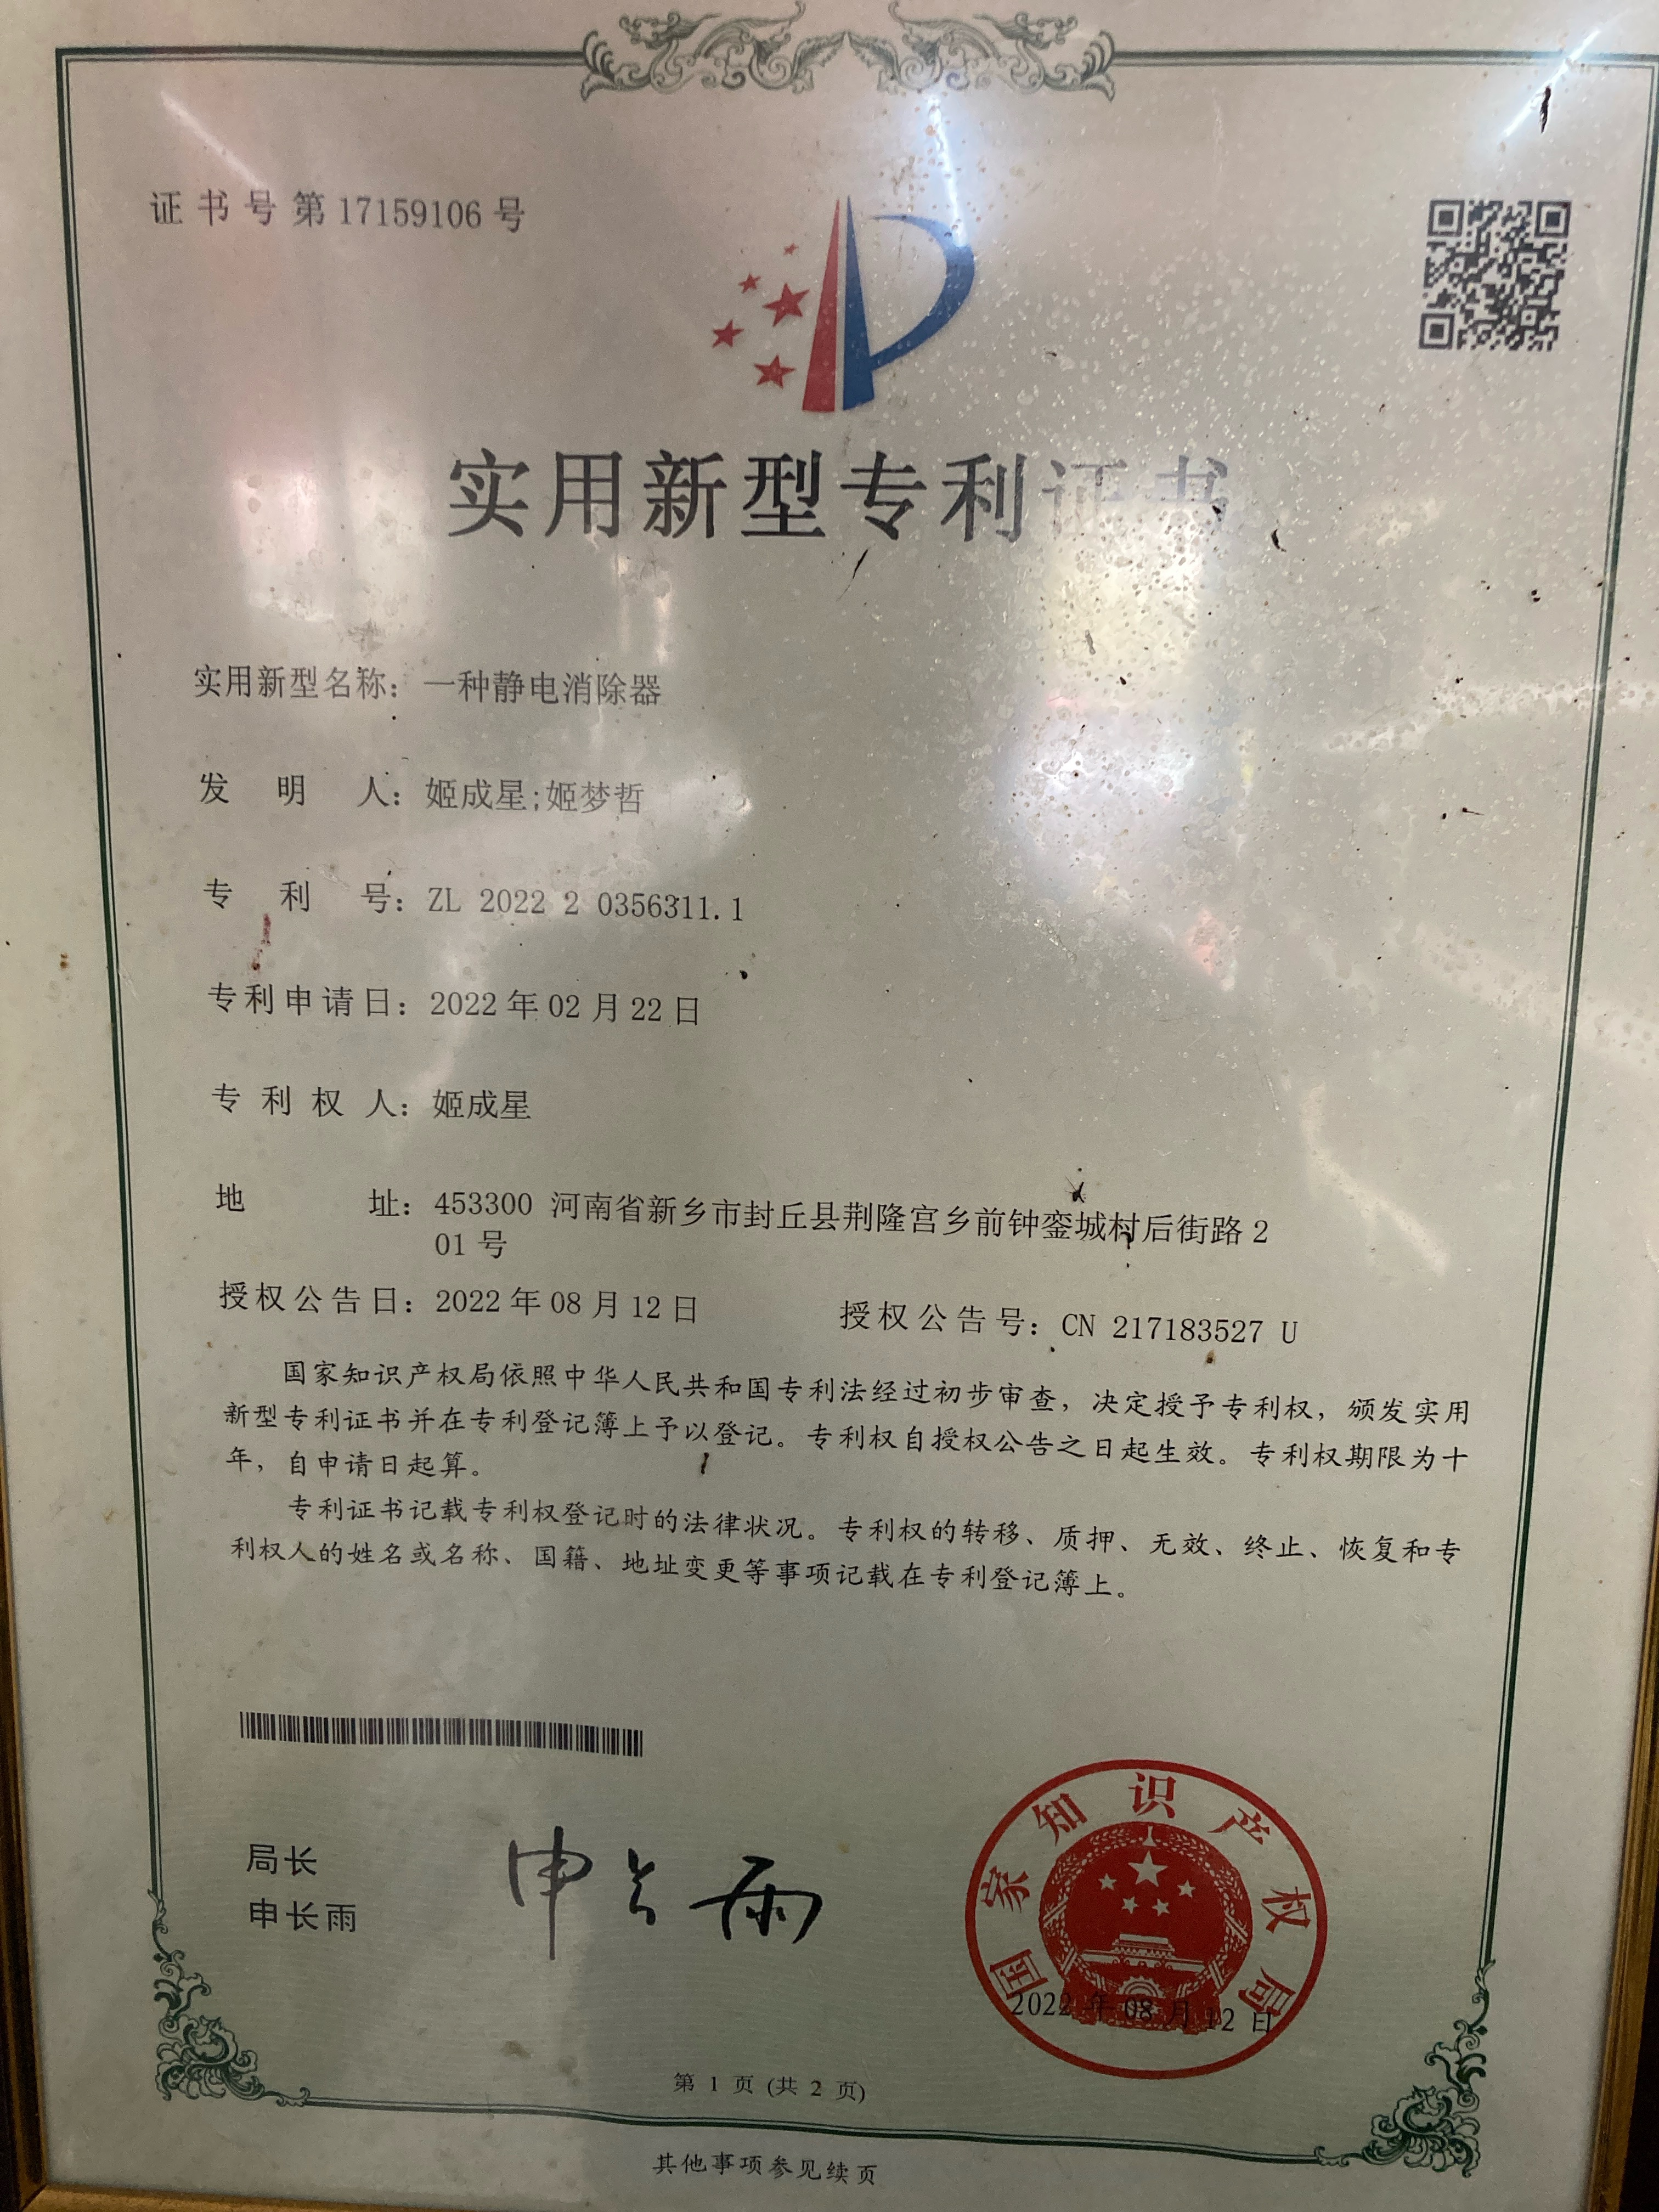 证书号第17159106号
实用新型专利证书
实用新型名称：一种静电消除器
发明人：姬成星;姬梦哲
专利号：ZL 2022 2 0356311.1
专利申请日：2022年02月22日
专利权人：姬成星
地址：453300 河南省新乡市封丘县荆隆宫乡前钟銮城村后街路2
01号
授权公告日：2022年08月12日 授权公告号：CN 217183527 U
国家知识产权局依照中华人民共和国专利法经过初步审查，决定授予专利权，颁发实用
新型专利证书并在专利登记簿上予以登记。专利权自授权公告之日起生效。专利权期限为十
年，自申请日起算。
专利证书记载专利权登记时的法律状况。专利权的转移、质押、无效、终止、恢复和专
利权人的姓名或名称、国籍、地址变更等事项记载在专利登记簿上。
局长
申长雨
申长雨
国家知识产权局
2022年08月12日
第 1 页 (共 2 页)
其他事项参见续页